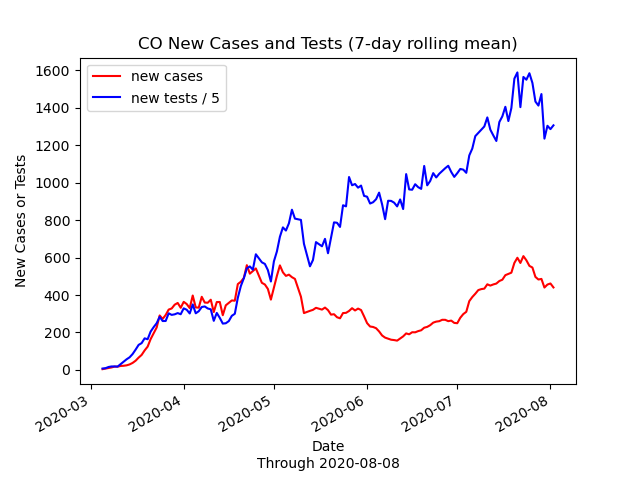 CO New Cases and Tests (7-day rolling mean)
new cases
new tests / 5
New Cases or Tests
1600
1400
1200
1000
800
600
400
200
0
2020-03
2020-04
2020-05
2020-06
2020-07
2020-08
Date
Through 2020-08-08